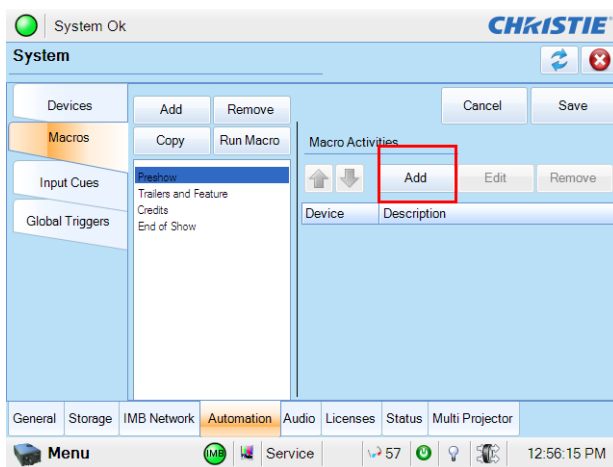 System Ok
CHRISTIE
System
Devices
Macros
Input Cues
Global Triggers
Add
Remove
Copy
Run Macro
Preshow
Trailers and Feature
Credits
End of Show
Cancel
Save
Macro Activities
Add
Edit
Remove
Device
Description
General
Storage
IMB Network
Automation
Audio
Licenses
Status
Multi Projector
Menu
IMB
Service
57
12:56:15 PM